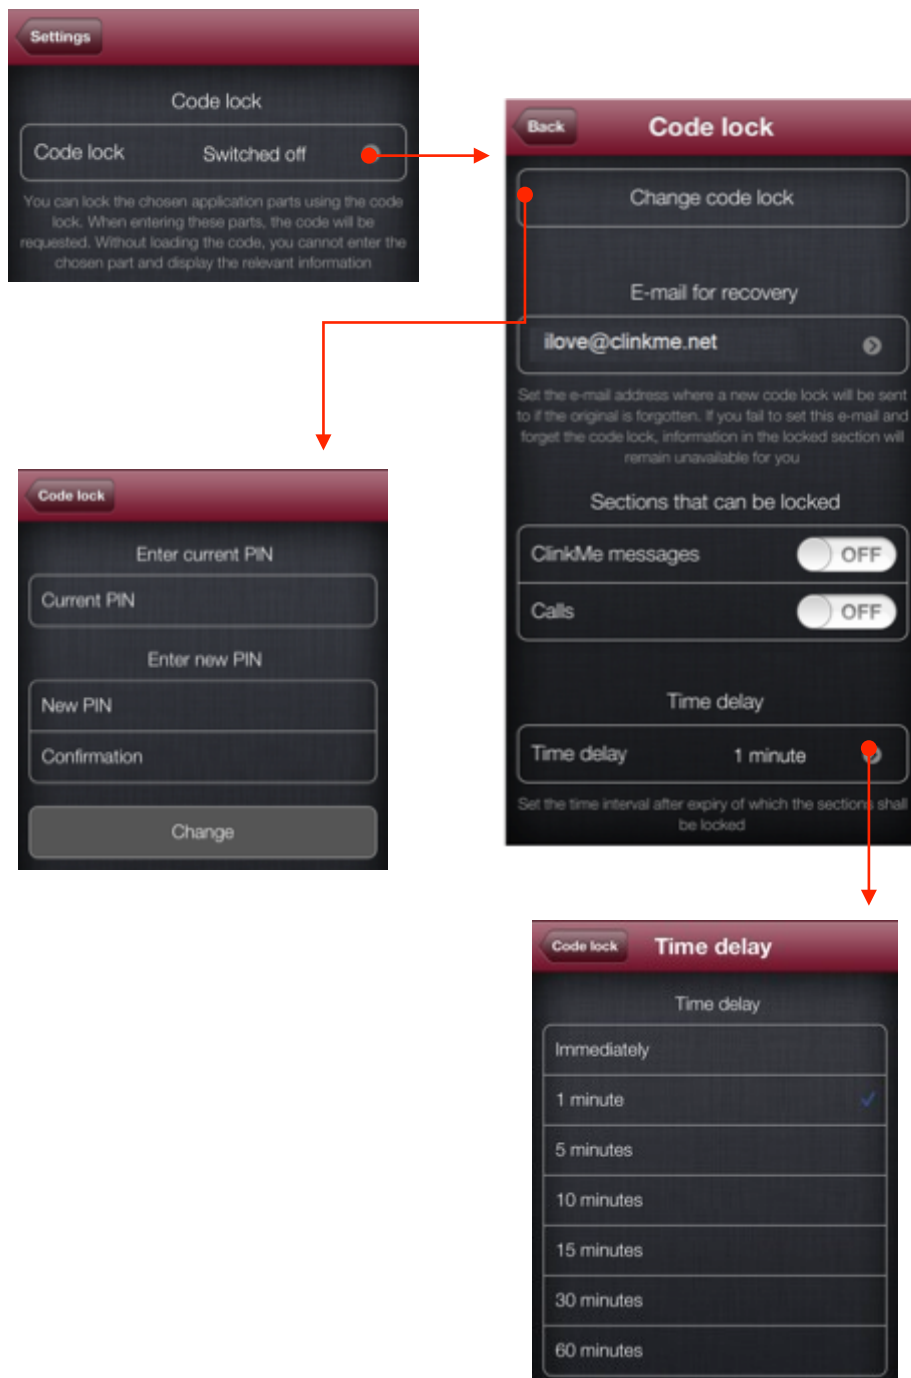 Settings
Code lock
Code lock Switched off
You can lock the chosen application parts using the code
lock. When entering these parts, the code will be
requested. Without loading the code, you cannot enter the
chosen part and display the relevant information
Back Code lock
Change code lock
E-mail for recovery
ilove@clinkme.net
Set the e-mail address where a new code lock will be sent
to if the original is forgotten. If you fail to set this e-mail and
forget the code lock, information in the locked section will
remain unavailable for you
Sections that can be locked
ClinkMe messages OFF
Calls OFF
Time delay
Time delay 1 minute
Set the time interval after expiry of which the sections shall
be locked
Code lock
Enter current PIN
Current PIN
Enter new PIN
New PIN
Confirmation
Change
Code lock Time delay
Time delay
Immediately
1 minute
5 minutes
10 minutes
15 minutes
30 minutes
60 minutes